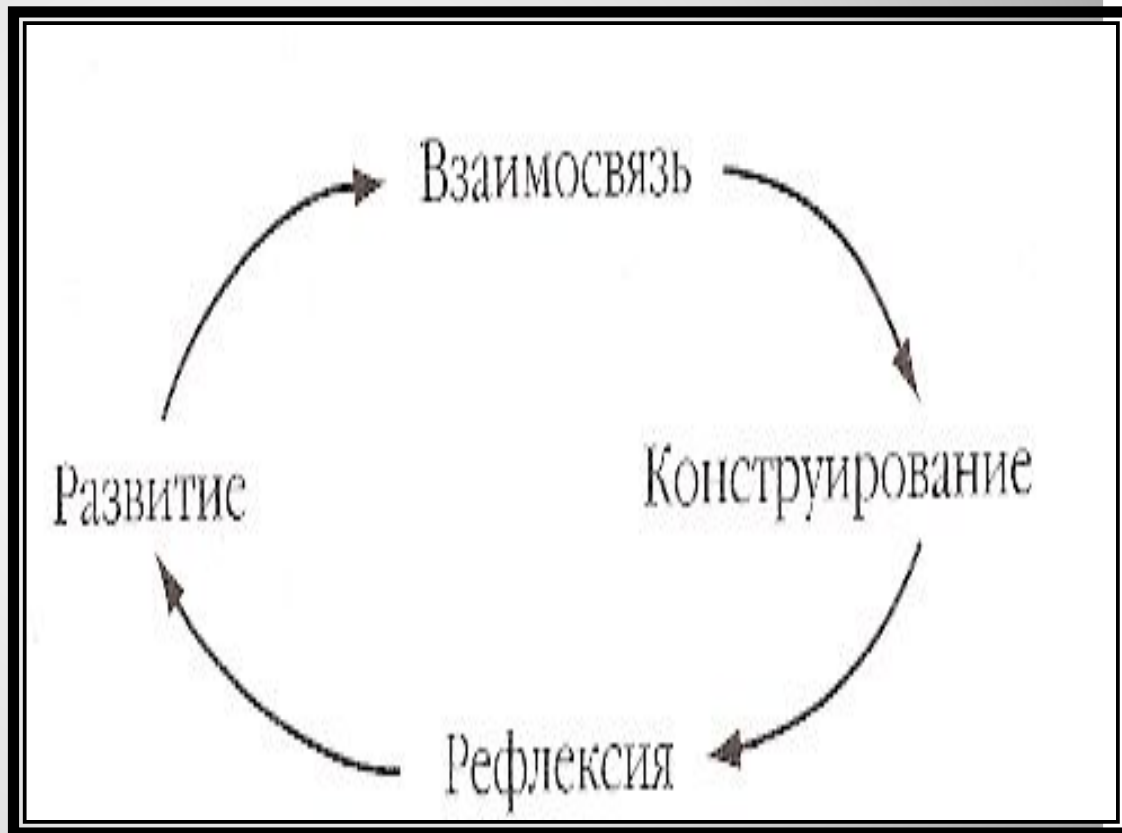 Взаимосвязь
Развитие
Конструирование
Рефлексия